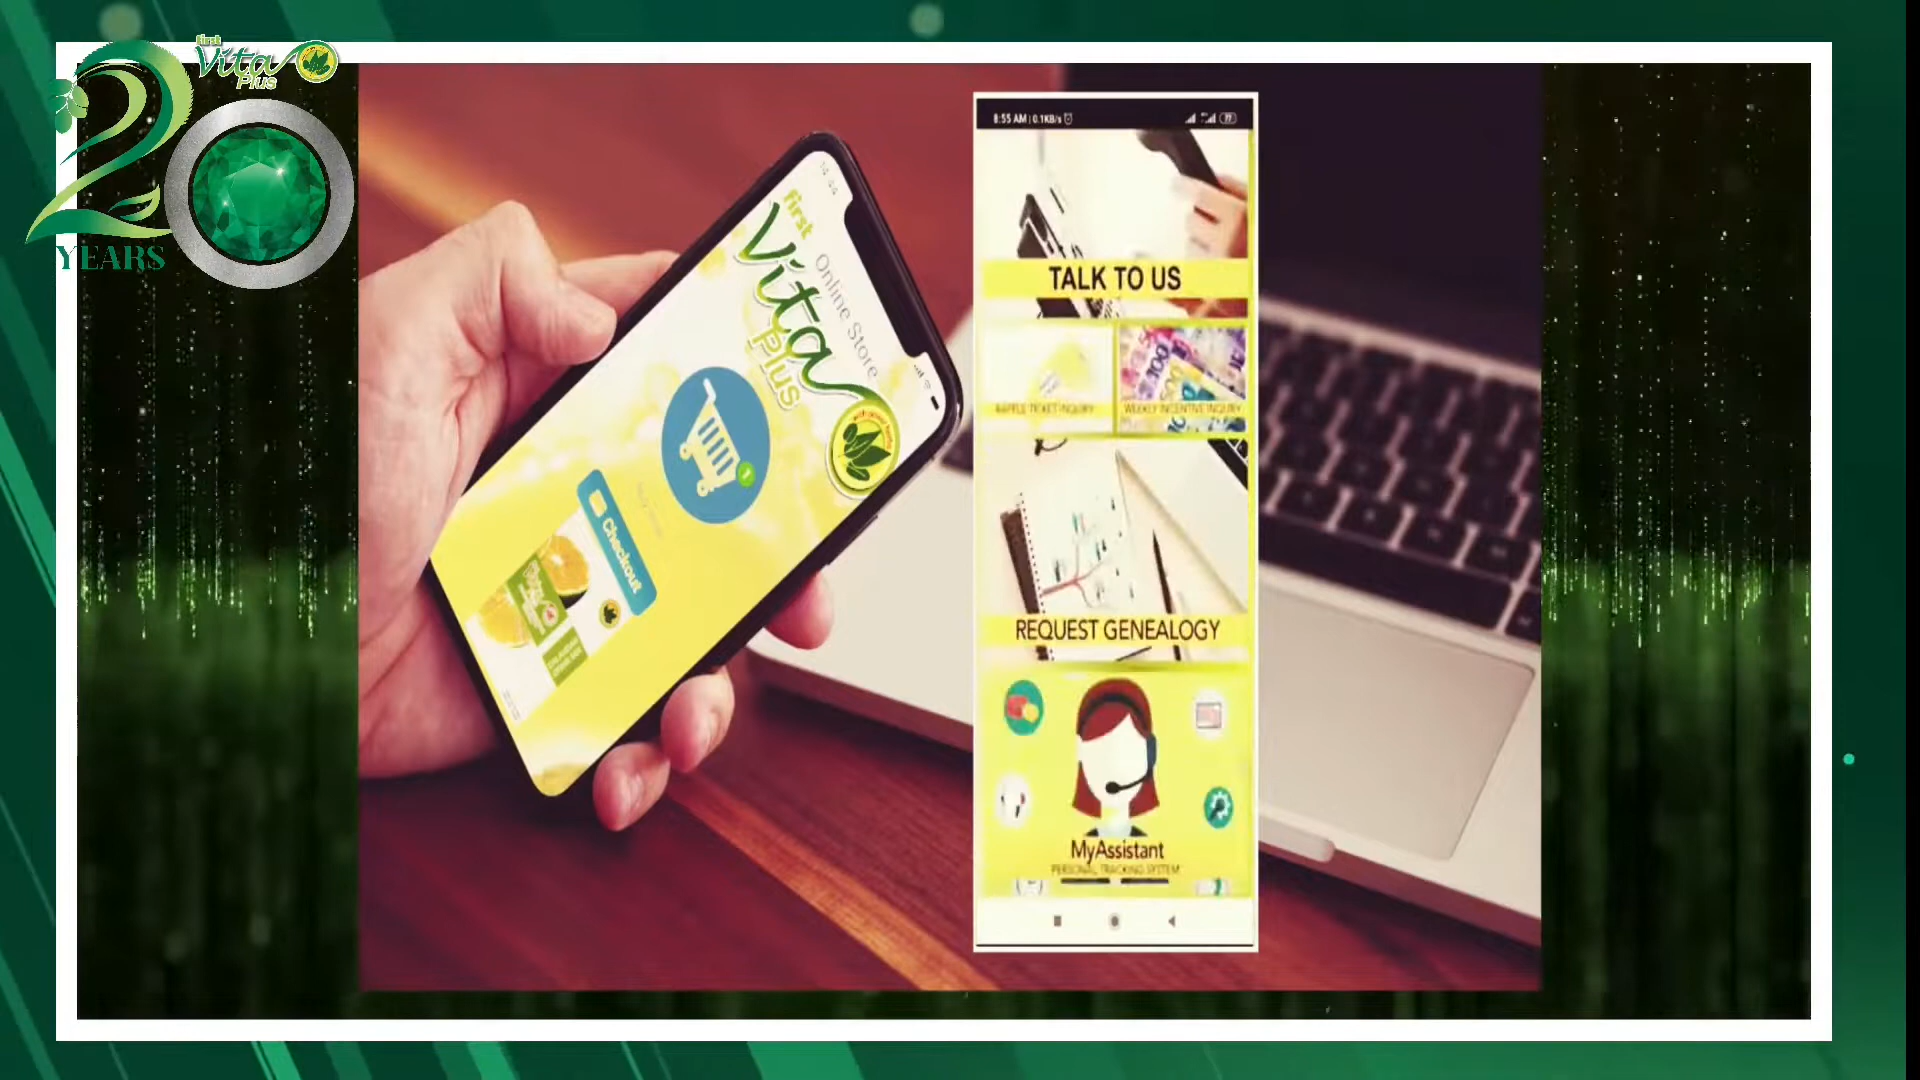 first
Vita
Plus
20
YEARS
first
Vita
Plus
Online Store
Checkout
8:55 AM | 0.1KB/s
77
TALK TO US
RAFFLE TICKET INQUIRY
WEEKLY INCENTIVE INQUIRY
REQUEST GENEALOGY
MyAssistant
PERSONAL TRACKING SYSTEM